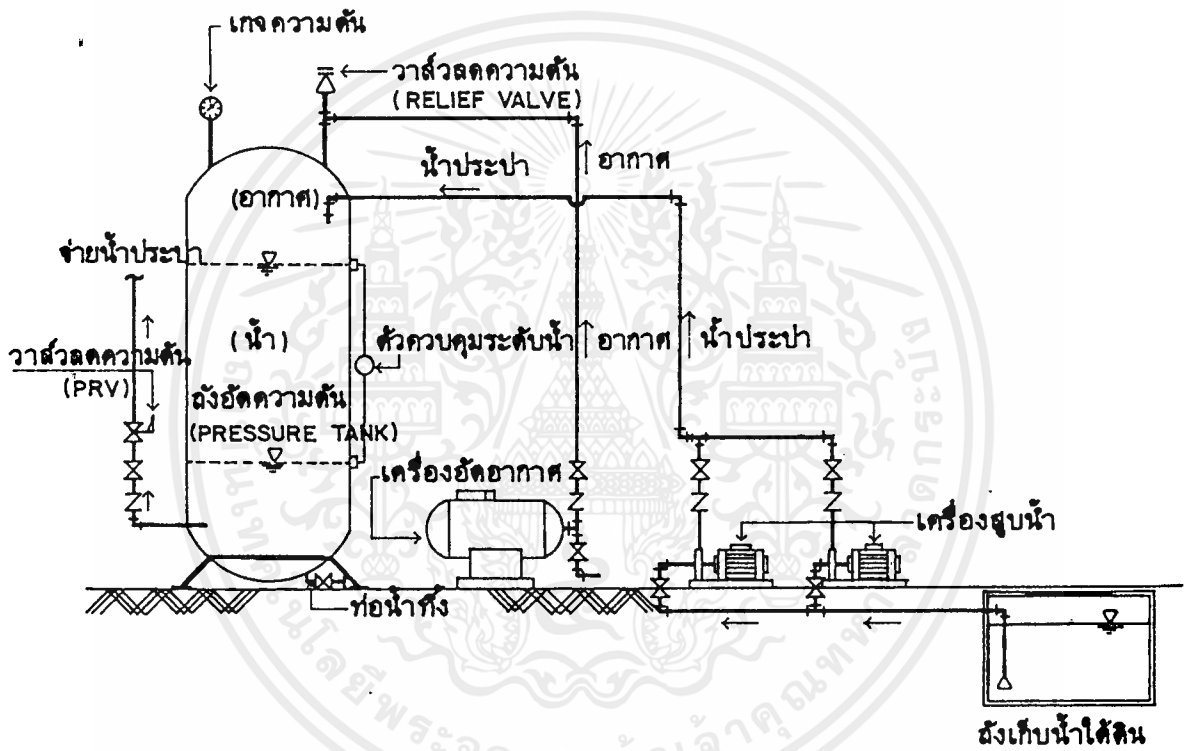 เกจความดัน
วาล์วลดความดัน
(RELIEF VALVE)
อากาศ
น้ำประปา
(อากาศ)
จ่ายน้ำประปา
(น้ำ)
ตัวควบคุมระดับน้ำ
อากาศ
น้ำประปา
วาล์วลดความดัน
(PRV)
ถังอัดความดัน
(PRESSURE TANK)
เครื่องอัดอากาศ
เครื่องสูบน้ำ
ท่อน้ำทิ้ง
ถังเก็บน้ำใต้ดิน